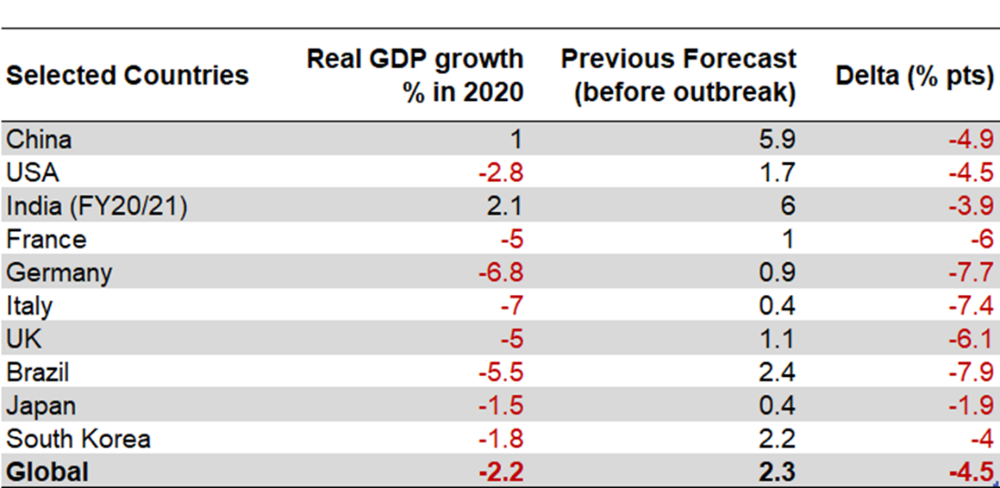 Selected Countries Real GDP growth % in 2020 Previous Forecast (before outbreak) Delta (% pts)
China 1 5.9 -4.9
USA -2.8 1.7 -4.5
India (FY20/21) 2.1 6 -3.9
France -5 1 -6
Germany -6.8 0.9 -7.7
Italy -7 0.4 -7.4
UK -5 1.1 -6.1
Brazil -5.5 2.4 -7.9
Japan -1.5 0.4 -1.9
South Korea -1.8 2.2 -4
Global -2.2 2.3 -4.5